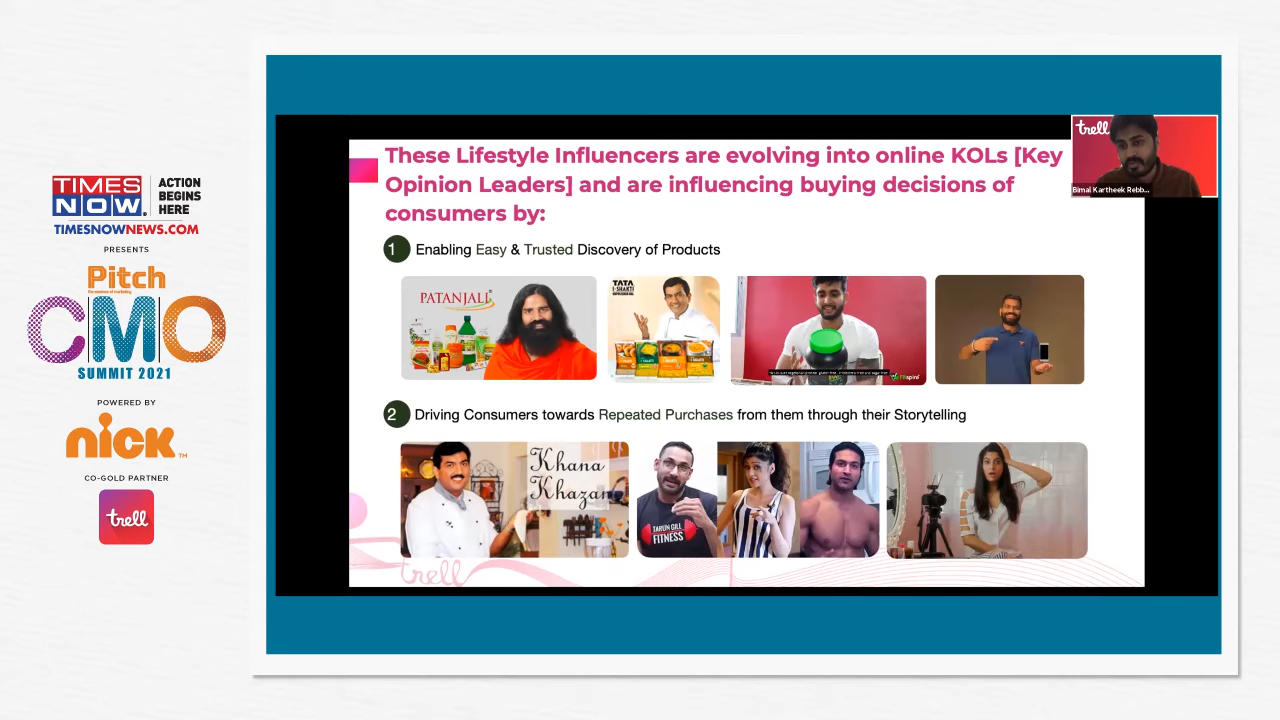 TIMES
NOW.
ACTION
BEGINS
HERE
TIMESNOWNEWS.COM
PRESENTS
Pitch
CMO
SUMMIT 2021
POWERED BY
nick™
CO-GOLD PARTNER
trell
These Lifestyle Influencers are evolving into online KOLs [Key
Opinion Leaders] and are influencing buying decisions of
consumers by:
trell
Bimal Kartheek Rebb...
1 Enabling Easy & Trusted Discovery of Products
PATANJALI
TATA
I-SHAKTI
2 Driving Consumers towards Repeated Purchases from them through their Storytelling
Khana
Khazana
TARUN GILL
FITNESS
trell